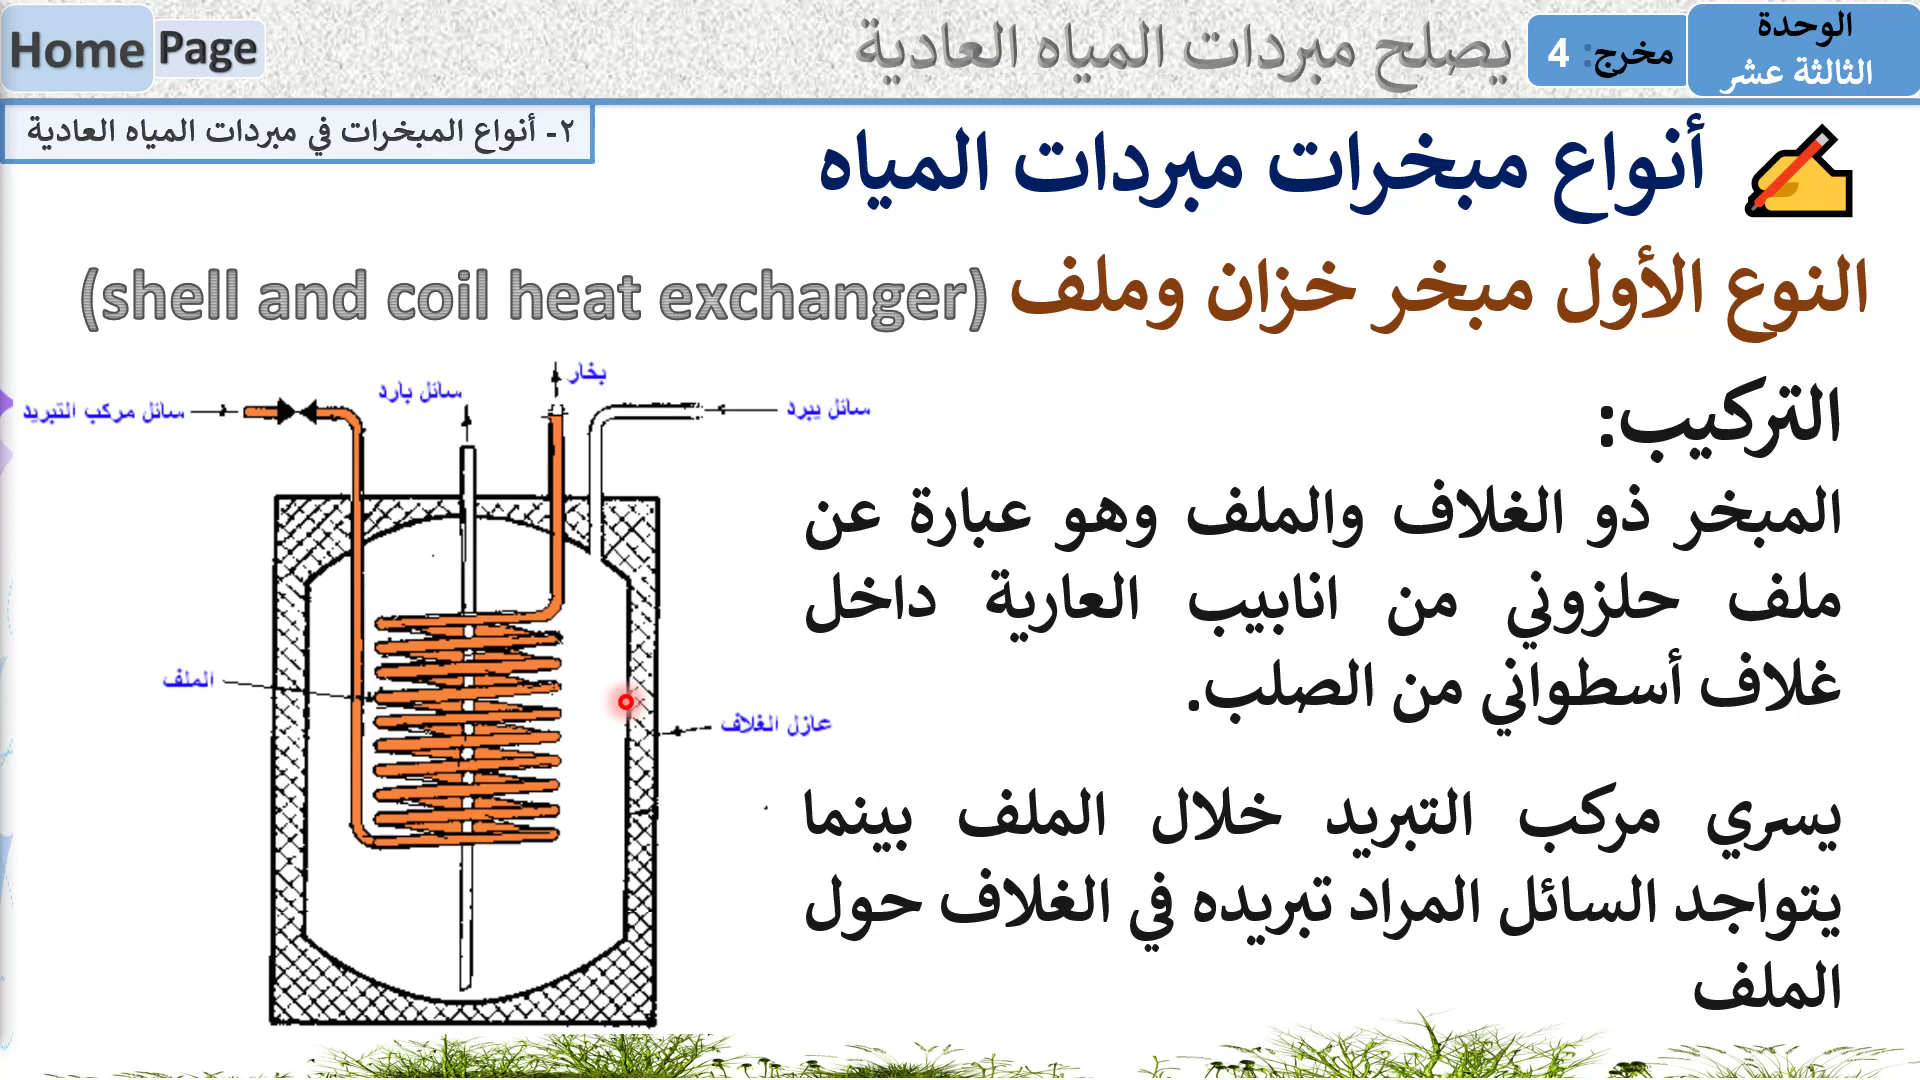 الوحدة
الثالثة عشر
مخرج: 4
يصلح مبردات المياه العادية
Home Page
٢- أنواع المبخرات في مبردات المياه العادية
أنواع مبخرات مبردات المياه
النوع الأول مبخر خزان وملف (shell and coil heat exchanger)
التركيب:
المبخر ذو الغلاف والملف وهو عبارة عن
ملف حلزوني من انابيب العارية داخل
غلاف أسطواني من الصلب.
يسري مركب التبريد خلال الملف بينما
يتواجد السائل المراد تبريده في الغلاف حول
الملف
بخار
سائل بارد
سائل يبرد
سائل مركب التبريد
الملف
عازل الغلاف